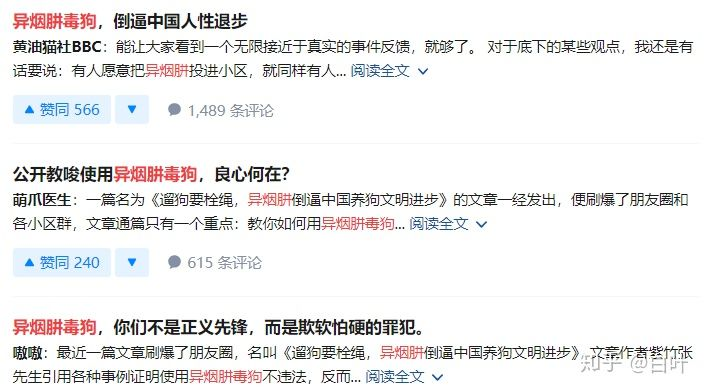 异烟肼毒狗，倒逼中国人性退步
黄油猫社BBC：能让大家看到一个无限接近于真实的事件反馈，就够了。 对于底下的某些观点，我还是有
话要说：有人愿意把异烟肼投进小区，就同样有人... 阅读全文
赞同 566
1,489 条评论
公开教唆使用异烟肼毒狗，良心何在？
萌爪医生：一篇名为《遛狗要栓绳，异烟肼倒逼中国养狗文明进步》的文章一经发出，便刷爆了朋友圈和
各小区群，文章通篇只有一个重点：教你如何用异烟肼毒狗... 阅读全文
赞同 240
615 条评论
异烟肼毒狗，你们不是正义先锋，而是欺软怕硬的罪犯。
嗷嗷：最近一篇文章刷爆了朋友圈，名叫《遛狗要栓绳，异烟肼倒逼中国养狗文明进步》，文章作者紫竹张
先生引用各种事例证明使用异烟肼毒狗不违法，反而... 阅读全文
知乎 @白叶